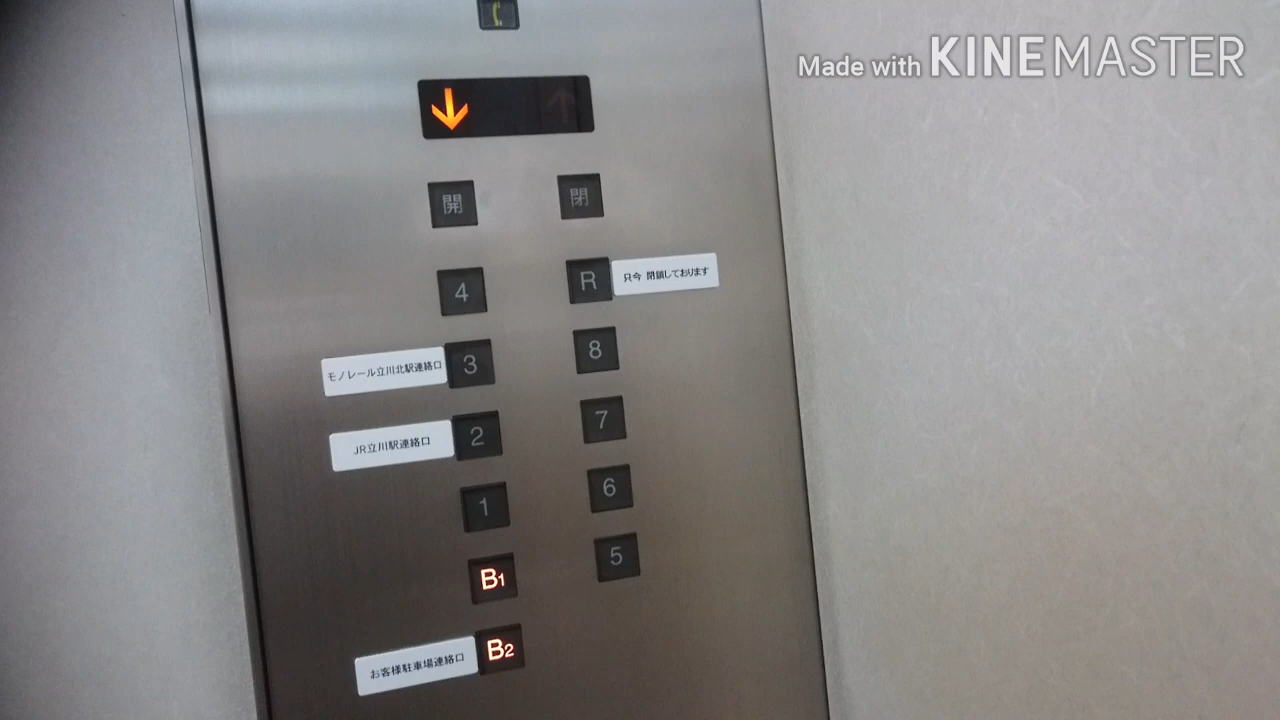 Made with KINEMASTER
開 閉
4 R 只今 閉鎖しております
モノレール立川北駅連絡口 3 8
JR立川駅連絡口 2 7
1 6
B1 5
お客様駐車場連絡口 B2